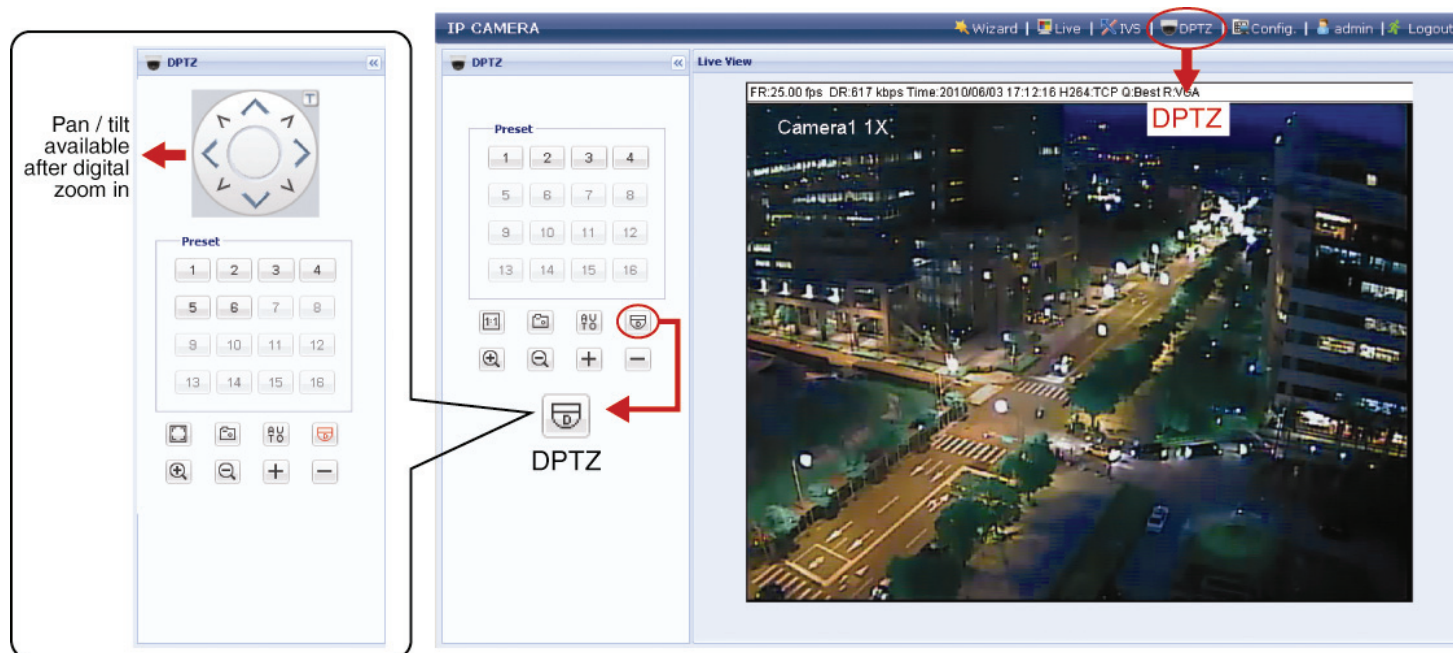 IP CAMERA
Wizard | Live | IVS | DPTZ | Config. | admin | Logout
DPTZ
Pan / tilt
available
after digital
zoom in
T
Preset
1 2 3 4
5 6 7 8
9 10 11 12
13 14 15 16
AUTO D
DPTZ
Preset
1 2 3 4
5 6 7 8
9 10 11 12
13 14 15 16
1:1 AUTO D
D
DPTZ
Live View
FR:25.00 fps DR:617 kbps Time:2010/06/03 17:12:16 H264:TCP Q:Best R:VGA
DPTZ
Camera1 1X